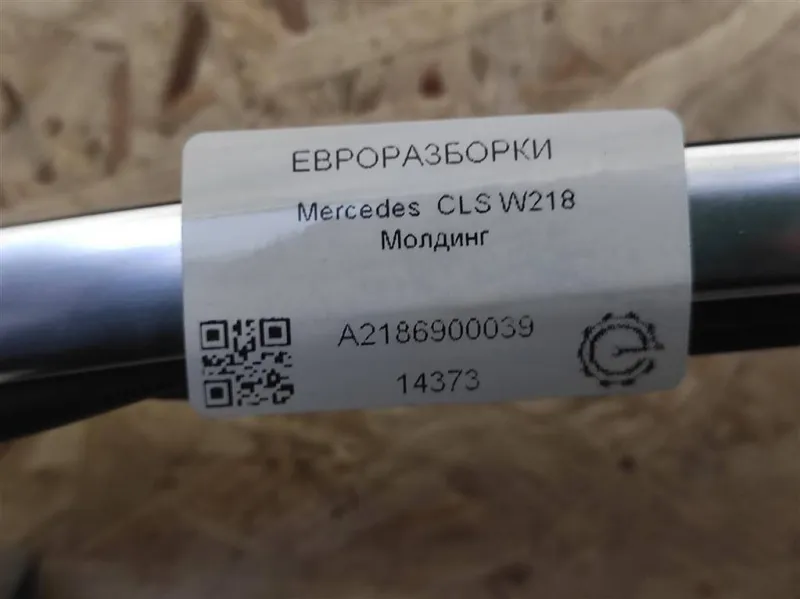 ЕВРОРАЗБОРКИ
Mercedes CLS W218
Молдинг
A2186900039
14373